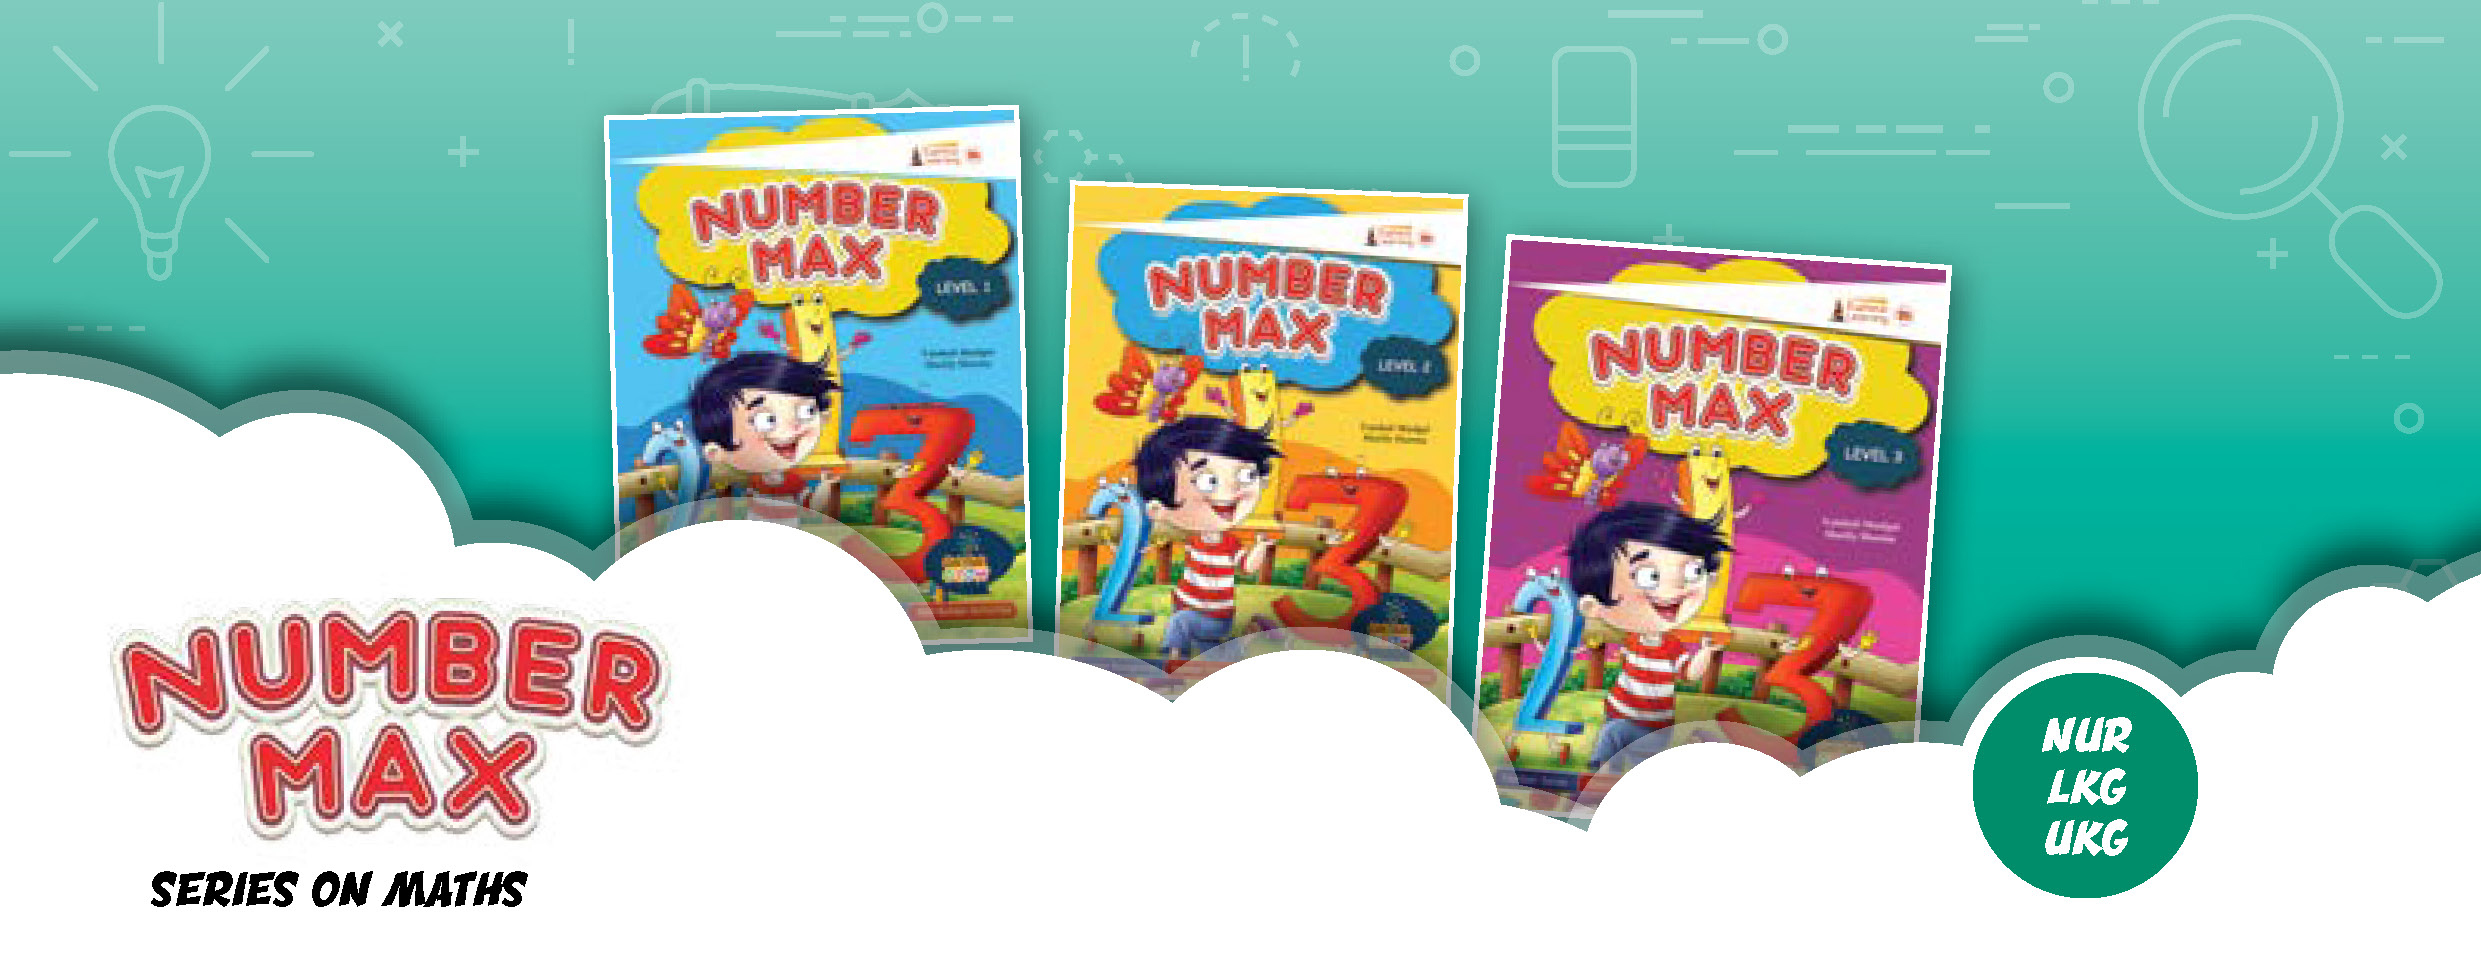 NUMBER
MAX
LEVEL 1
NUMBER
MAX
LEVEL 2
NUMBER
MAX
LEVEL 3
NUMBER
MAX
SERIES ON MATHS
NUR
LKG
UKG